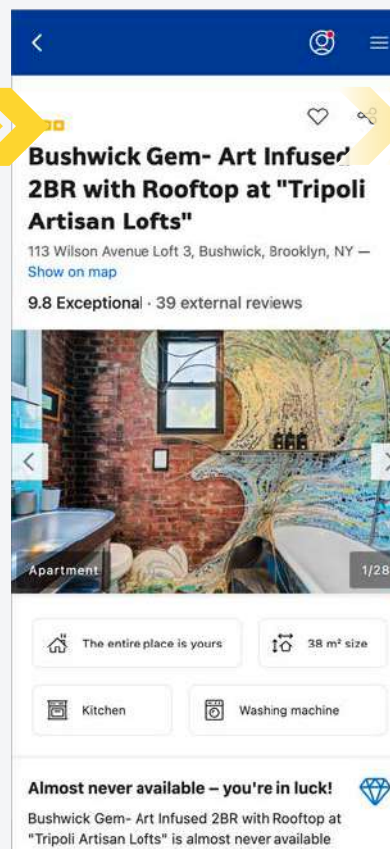 Bushwick Gem- Art Infused
2BR with Rooftop at "Tripoli
Artisan Lofts"
113 Wilson Avenue Loft 3, Bushwick, Brooklyn, NY —
Show on map
9.8 Exceptional · 39 external reviews
Apartment
1/28
The entire place is yours
38 m² size
Kitchen
Washing machine
Almost never available – you're in luck!
Bushwick Gem- Art Infused 2BR with Rooftop at
"Tripoli Artisan Lofts" is almost never available